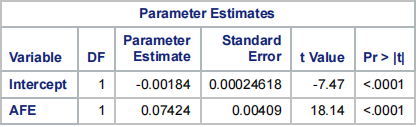 Parameter Estimates
Variable DF Parameter Estimate Standard Error t Value Pr > |t|
Intercept 1 -0.00184 0.00024618 -7.47 <.0001
AFE 1 0.07424 0.00409 18.14 <.0001